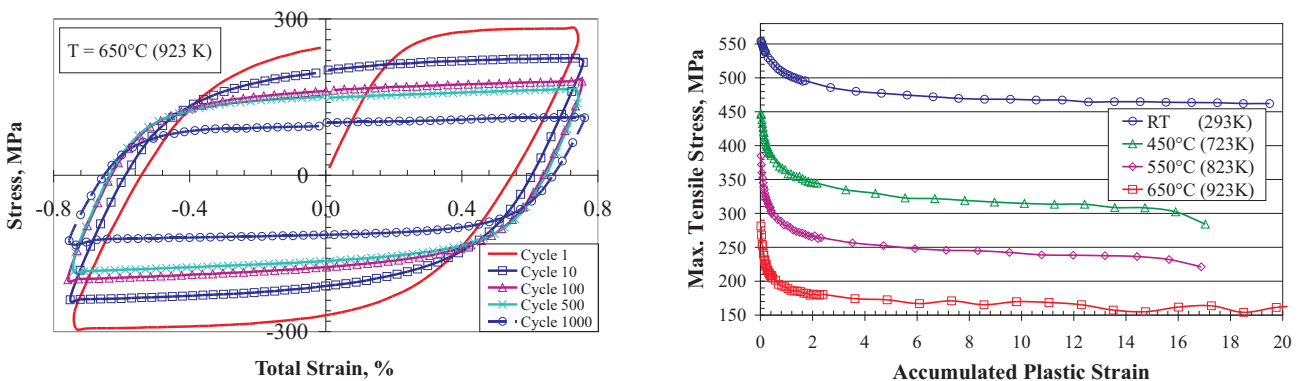 300
T = 650°C (923 K)
Stress, MPa
0
-0.8
-0.4
0.0
0.4
0.8
-300
Cycle 1
Cycle 10
Cycle 100
Cycle 500
Cycle 1000
Total Strain, %
Max. Tensile Stress, MPa
550
500
450
400
350
300
250
200
150
RT (293K)
450°C (723K)
550°C (823K)
650°C (923K)
0 2 4 6 8 10 12 14 16 18 20
Accumulated Plastic Strain